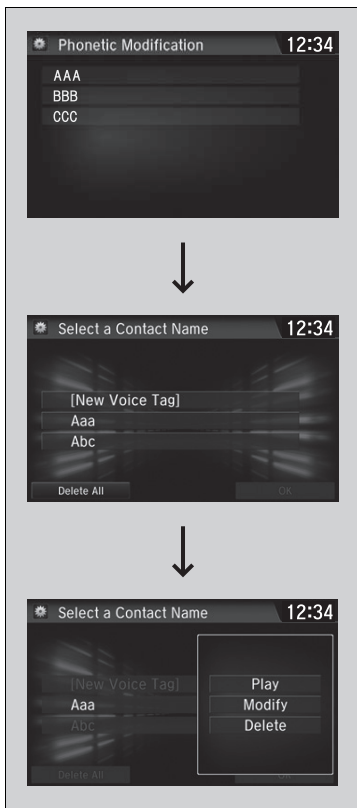 Phonetic Modification 12:34
AAA
BBB
CCC
Select a Contact Name 12:34
[New Voice Tag]
Aaa
Abc
Delete All OK
Select a Contact Name 12:34
[New Voice Tag] Play
Aaa Modify
Abc Delete
Delete All OK